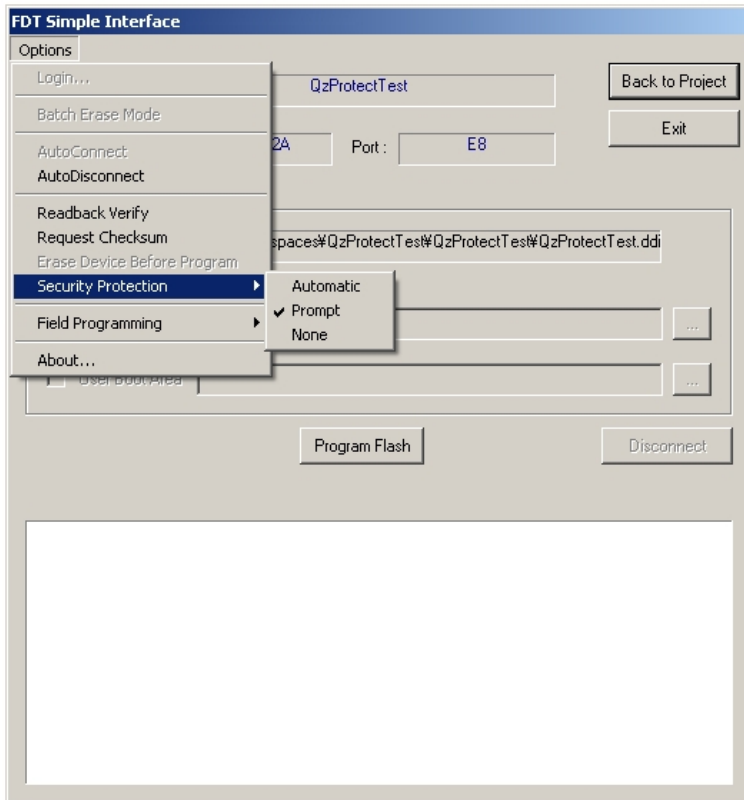 FDT Simple Interface
Options
Login...
Batch Erase Mode
AutoConnect
AutoDisconnect
Readback Verify
Request Checksum
Erase Device Before Program
Security Protection
Field Programming
About...
Automatic
Prompt
None
QzProtectTest
Back to Project
Exit
2A
Port :
E8
spaces¥QzProtectTest¥QzProtectTest¥QzProtectTest.ddi
...
User Boot Area
...
Program Flash
Disconnect